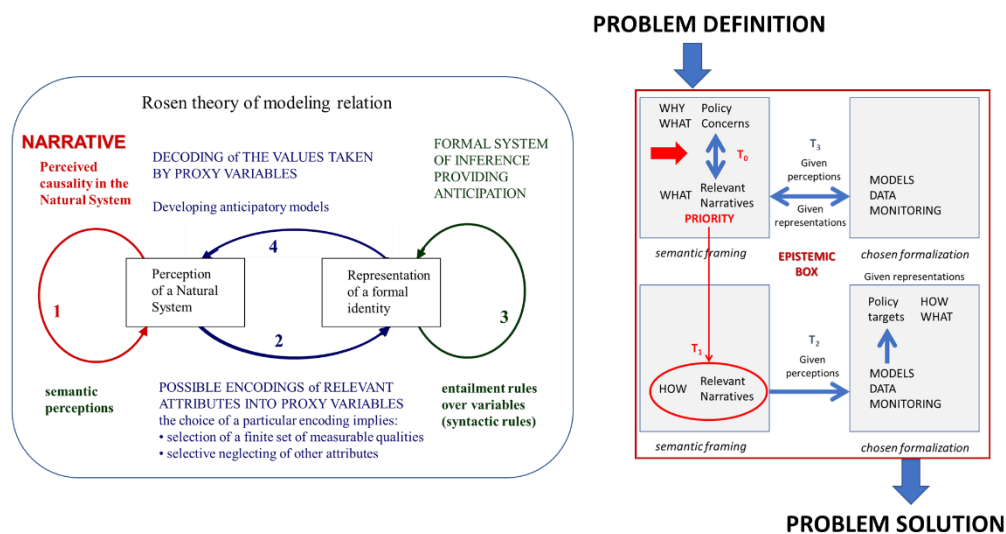 Rosen theory of modeling relation
NARRATIVE
Perceived
causality in the
Natural System
DECODING of THE VALUES TAKEN
BY PROXY VARIABLES
Developing anticipatory models
FORMAL SYSTEM
OF INFERENCE
PROVIDING
ANTICIPATION
4
Perception
of a Natural
System
Representation
of a formal
identity
1
2
3
semantic
perceptions
POSSIBLE ENCODINGS of RELEVANT
ATTRIBUTES INTO PROXY VARIABLES
the choice of a particular encoding implies:
• selection of a finite set of measurable qualities
• selective neglecting of other attributes
entailment rules
over variables
(syntactic rules)
PROBLEM DEFINITION
WHY Policy
WHAT Concerns
T0
WHAT Relevant
Narratives
PRIORITY
semantic framing
T3
Given
perceptions
Given
representations
MODELS
DATA
MONITORING
chosen formalization
EPISTEMIC
BOX
Given representations
Policy HOW
targets WHAT
T1
HOW Relevant
Narratives
T2
Given
perceptions
MODELS
DATA
MONITORING
semantic framing
chosen formalization
PROBLEM SOLUTION